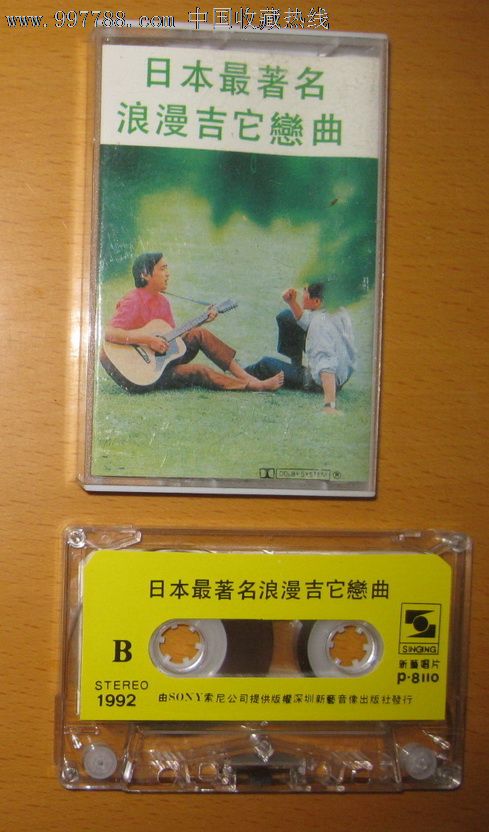 www.997788.com 中国收藏热线
日本最著名
浪漫吉它戀曲
DOLBY SYSTEM
日本最著名浪漫吉它戀曲
B
SINGING
STEREO
新藝唱片
1992
P-8110
由SONY索尼公司提供版權深圳新藝音像出版社發行